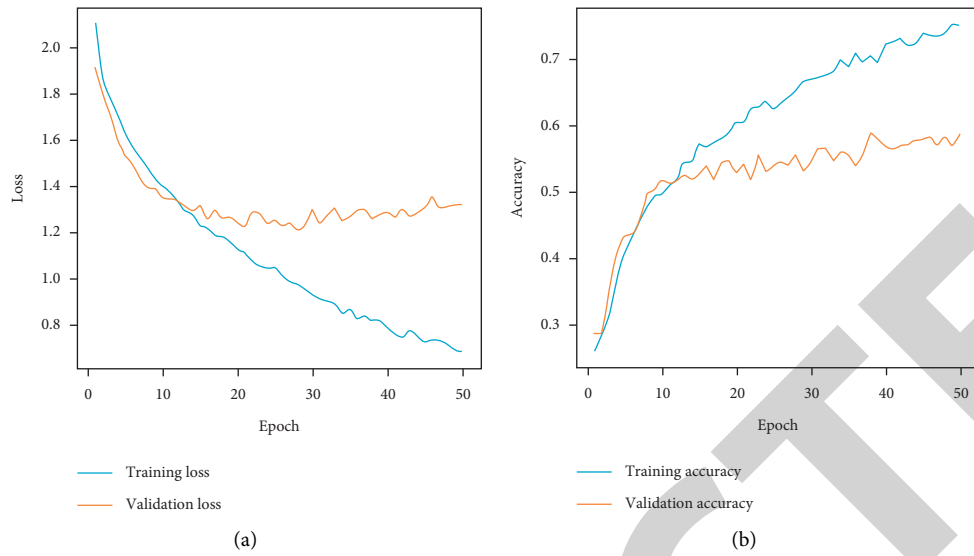 2.0
1.8
1.6
1.4
1.2
1.0
0.8
Loss
0 10 20 30 40 50
Epoch
Training loss
Validation loss
(a)
0.7
0.6
0.5
0.4
0.3
Accuracy
0 10 20 30 40 50
Epoch
Training accuracy
Validation accuracy
(b)